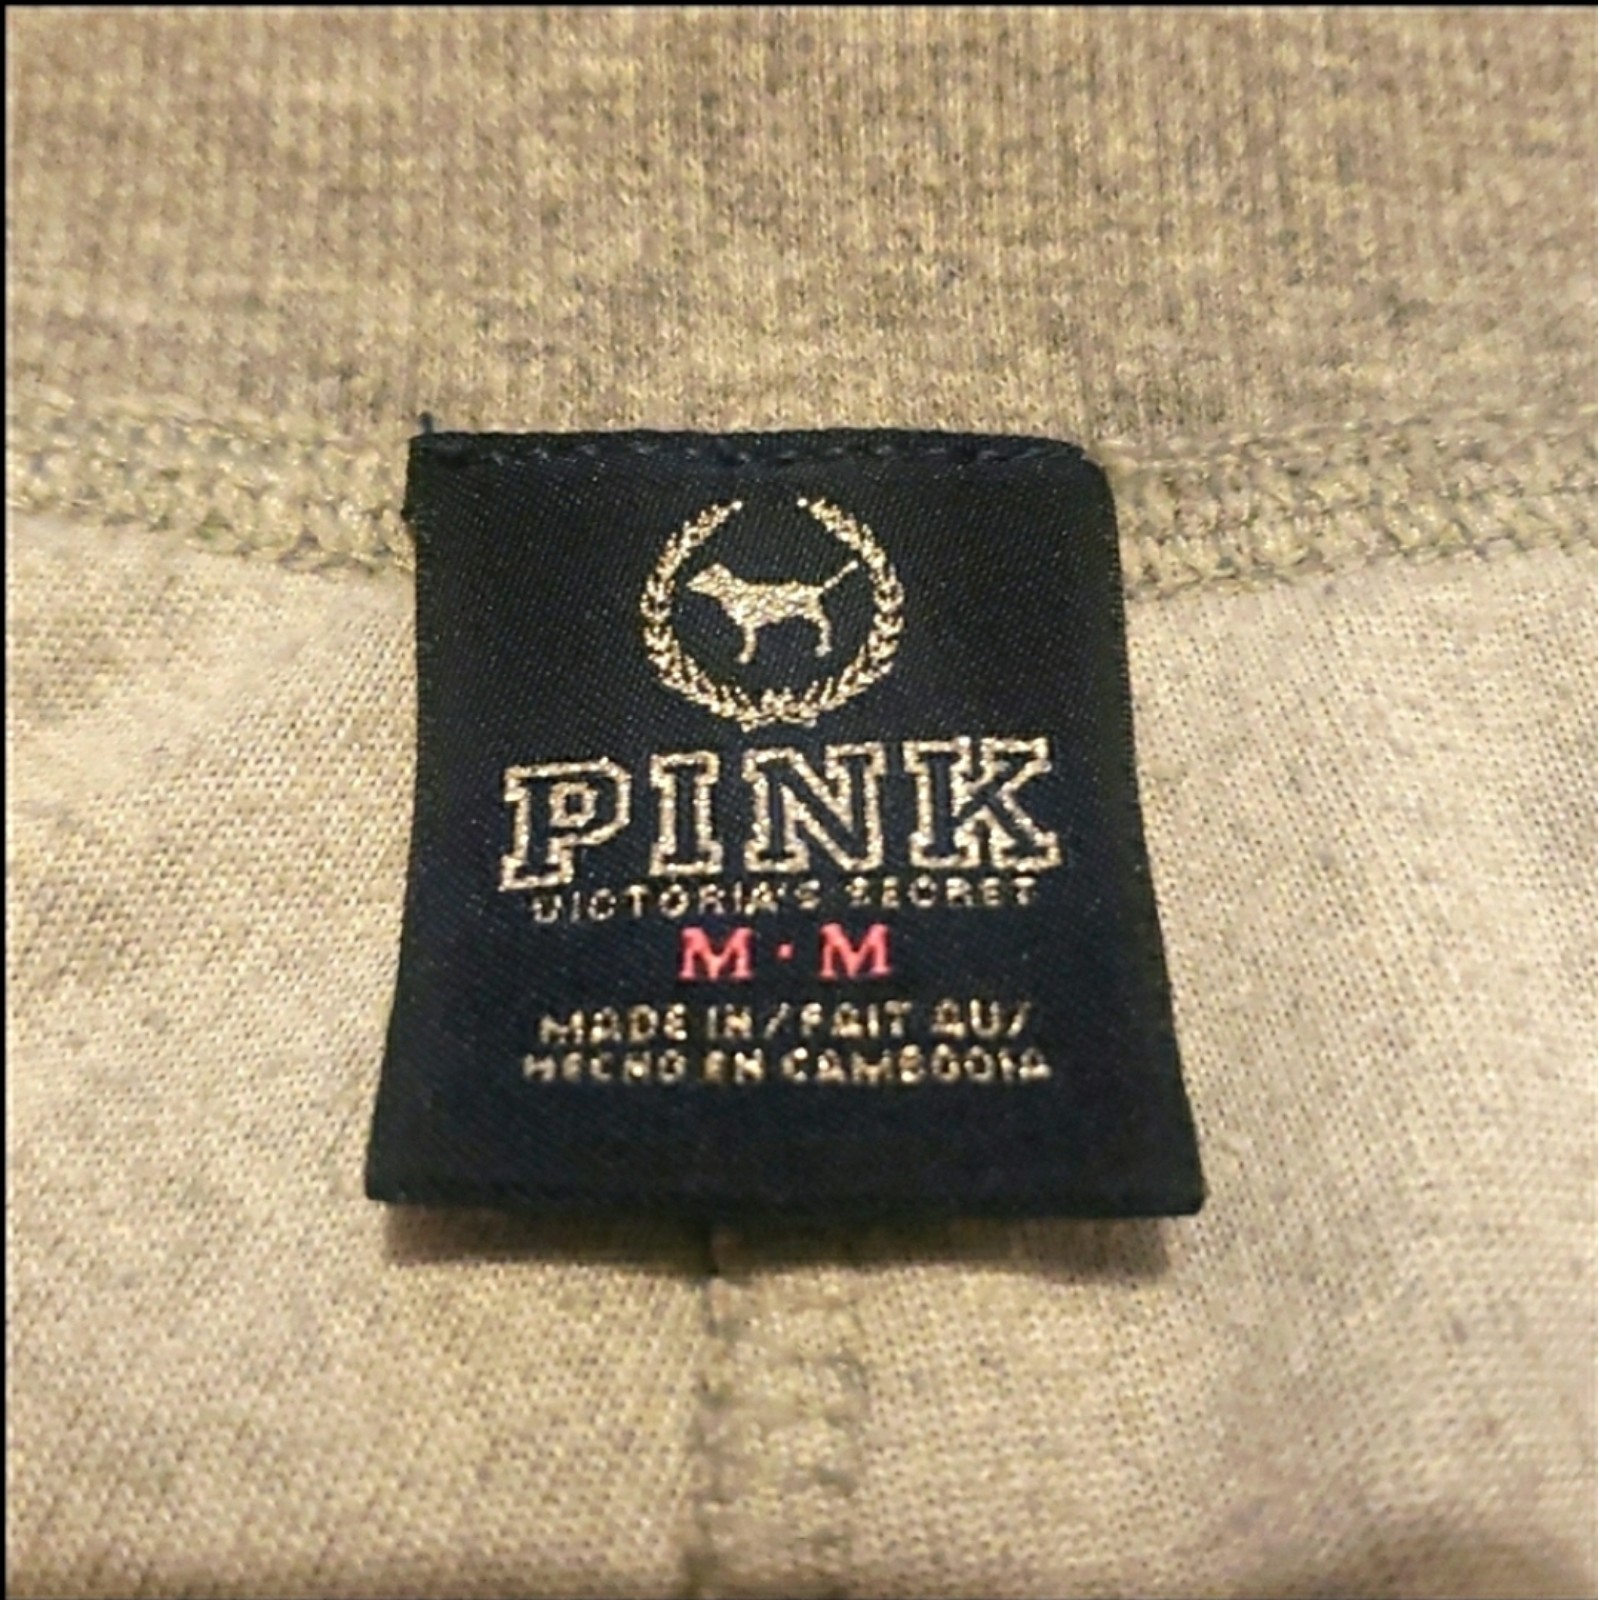 PINK
VICTORIA'S SECRET
M · M
MADE IN/FAIT AU/
HECHO EN CAMBODIA